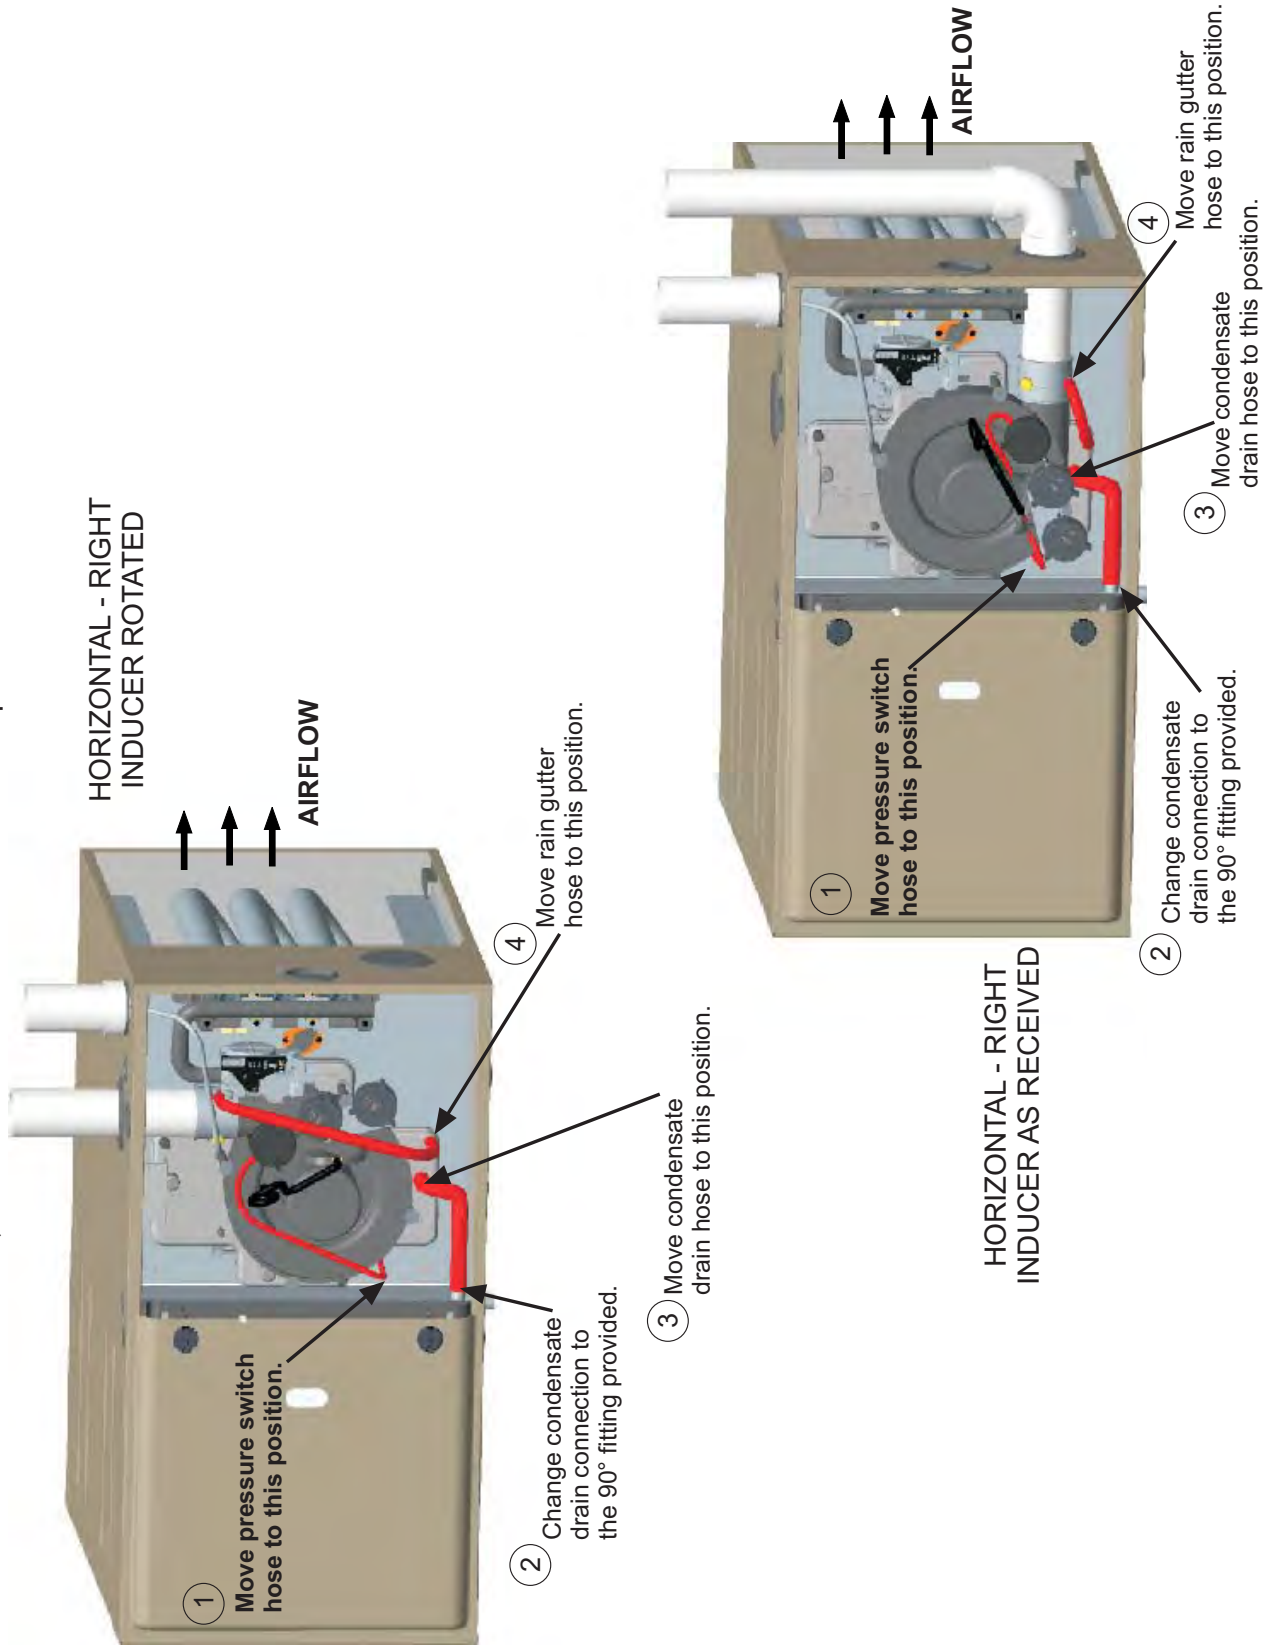 HORIZONTAL - RIGHT
INDUCER ROTATED
AIRFLOW
1
Move pressure switch
hose to this position.
2
Change condensate
drain connection to
the 90° fitting provided.
3
Move condensate
drain hose to this position.
4
Move rain gutter
hose to this position.
HORIZONTAL - RIGHT
INDUCER AS RECEIVED
AIRFLOW
1
Move pressure switch
hose to this position.
2
Change condensate
drain connection to
the 90° fitting provided.
3
Move condensate
drain hose to this position.
4
Move rain gutter
hose to this position.